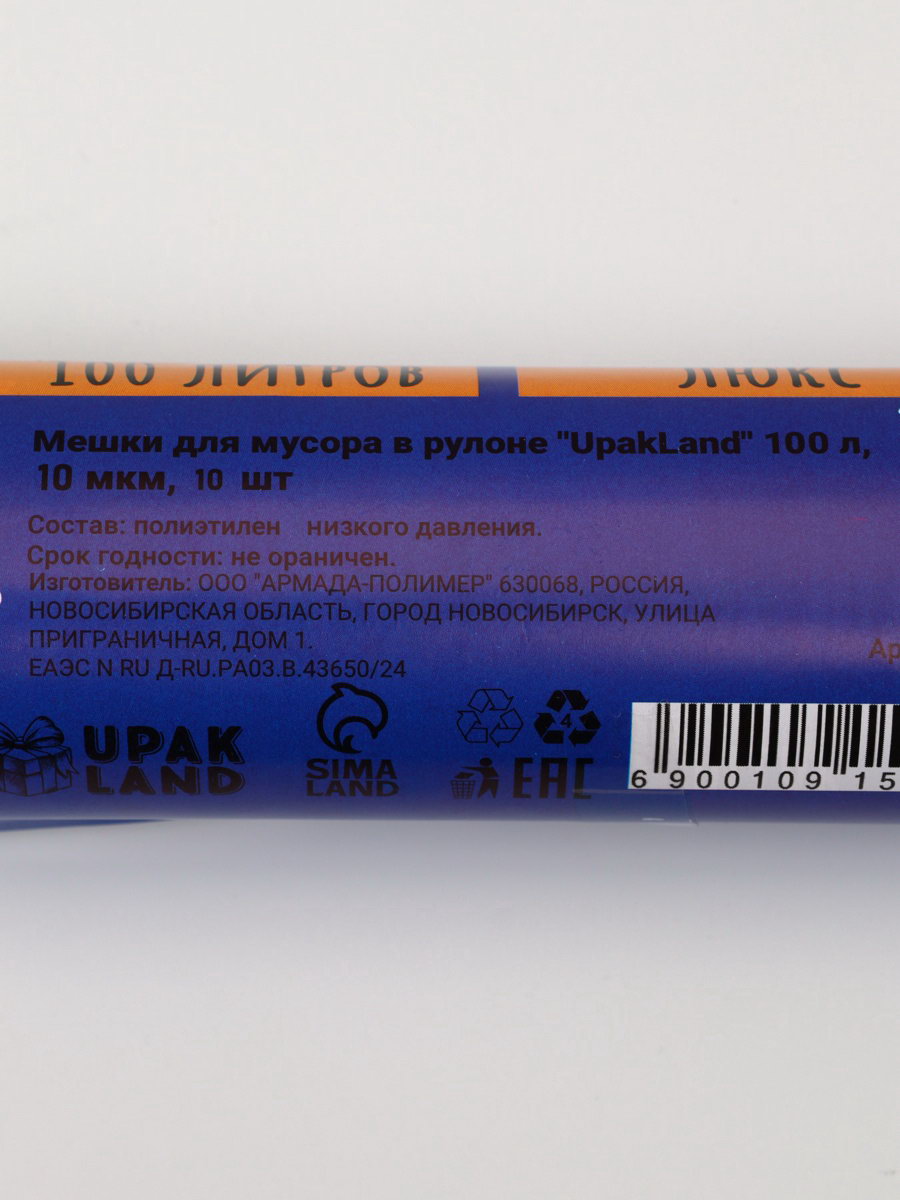 100 ЛИТРОВ
ЛЮКС
Мешки для мусора в рулоне "UpakLand" 100 л,
10 мкм, 10 шт
Состав: полиэтилен низкого давления.
Срок годности: не ораничен.
Изготовитель: ООО "АРМАДА-ПОЛИМЕР" 630068, РОССИЯ,
НОВОСИБИРСКАЯ ОБЛАСТЬ, ГОРОД НОВОСИБИРСК, УЛИЦА
ПРИГРАНИЧНАЯ, ДОМ 1.
ЕАЭС N RU Д-RU.РА03.В.43650/24
Ар
UPAK
LAND
SIMA
LAND
4
EAC
6 900109 15